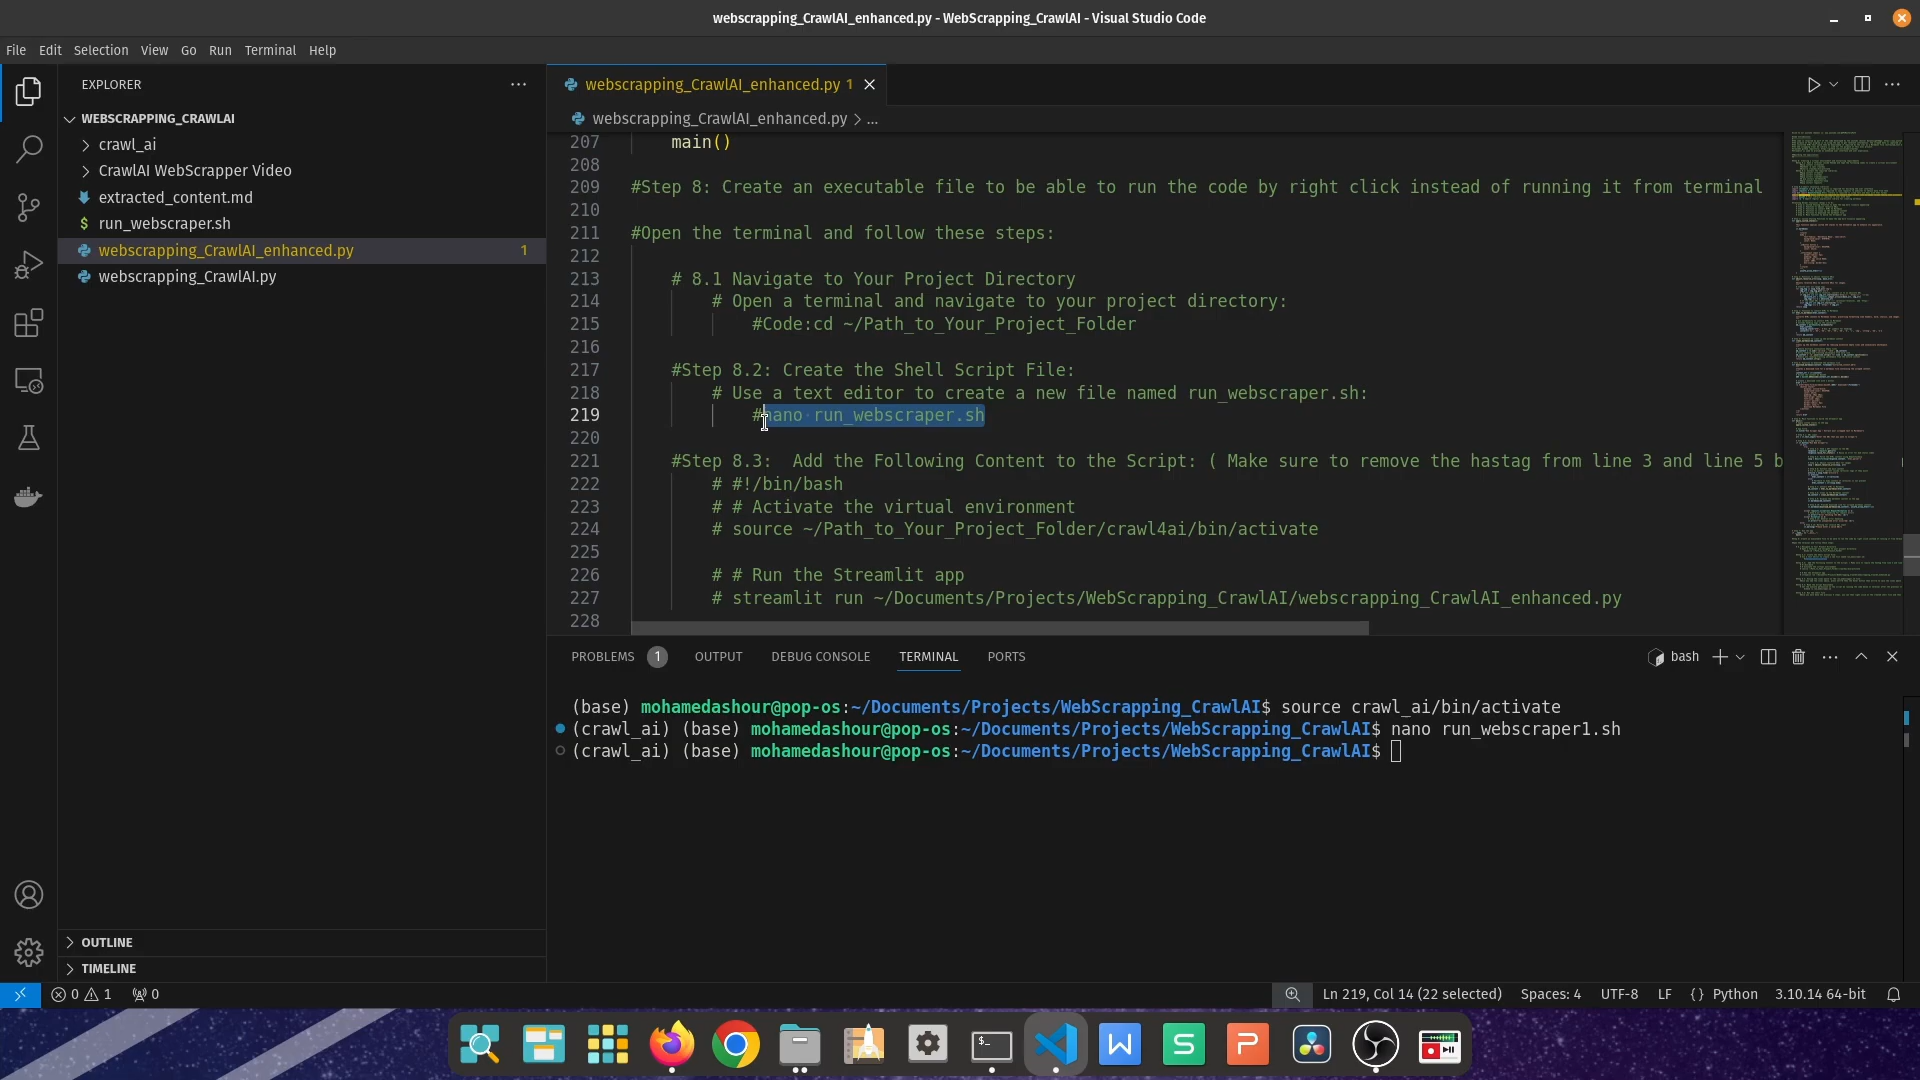 webscrapping_CrawlAI_enhanced.py - WebScrapping_CrawlAI - Visual Studio Code
File Edit Selection View Go Run Terminal Help
EXPLORER
WEBSCRAPPING_CRAWLAI
crawl_ai
CrawlAI WebScrapper Video
extracted_content.md
run_webscraper.sh
webscrapping_CrawlAI_enhanced.py 1
webscrapping_CrawlAI.py
OUTLINE
TIMELINE
webscrapping_CrawlAI_enhanced.py 1
webscrapping_CrawlAI_enhanced.py > ...
207 main()
208
209 #Step 8: Create an executable file to be able to run the code by right click instead of running it from terminal
210
211 #Open the terminal and follow these steps:
212
213 # 8.1 Navigate to Your Project Directory
214 # Open a terminal and navigate to your project directory:
215 #Code:cd ~/Path_to_Your_Project_Folder
216
217 #Step 8.2: Create the Shell Script File:
218 # Use a text editor to create a new file named run_webscraper.sh:
219 #nano run_webscraper.sh
220
221 #Step 8.3:  Add the Following Content to the Script: ( Make sure to remove the hastag from line 3 and line 5 b
222 # #!/bin/bash
223 # # Activate the virtual environment
224 # source ~/Path_to_Your_Project_Folder/crawl4ai/bin/activate
225
226 # # Run the Streamlit app
227 # streamlit run ~/Documents/Projects/WebScrapping_CrawlAI/webscrapping_CrawlAI_enhanced.py
228
PROBLEMS 1 OUTPUT DEBUG CONSOLE TERMINAL PORTS bash
(base) mohamedashour@pop-os:~/Documents/Projects/WebScrapping_CrawlAI$ source crawl_ai/bin/activate
(crawl_ai) (base) mohamedashour@pop-os:~/Documents/Projects/WebScrapping_CrawlAI$ nano run_webscraper1.sh
(crawl_ai) (base) mohamedashour@pop-os:~/Documents/Projects/WebScrapping_CrawlAI$
0 1 0 Ln 219, Col 14 (22 selected) Spaces: 4 UTF-8 LF {} Python 3.10.14 64-bit
$_ W S P